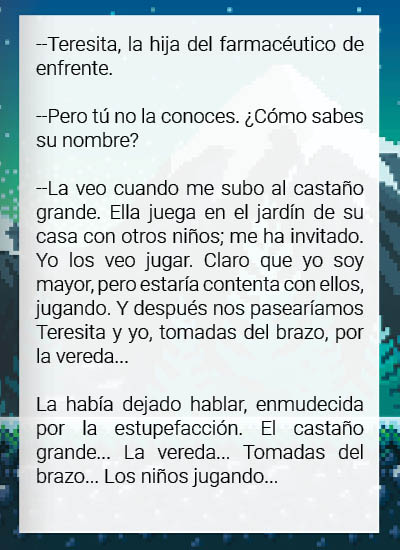 --Teresita, la hija del farmacéutico de
enfrente.
--Pero tú no la conoces. ¿Cómo sabes
su nombre?
--La veo cuando me subo al castaño
grande. Ella juega en el jardín de su
casa con otros niños; me ha invitado.
Yo los veo jugar. Claro que yo soy
mayor, pero estaría contenta con ellos,
jugando. Y después nos pasearíamos
Teresita y yo, tomadas del brazo, por
la vereda...
La había dejado hablar, enmudecida
por la estupefacción. El castaño
grande... La vereda... Tomadas del
brazo... Los niños jugando...